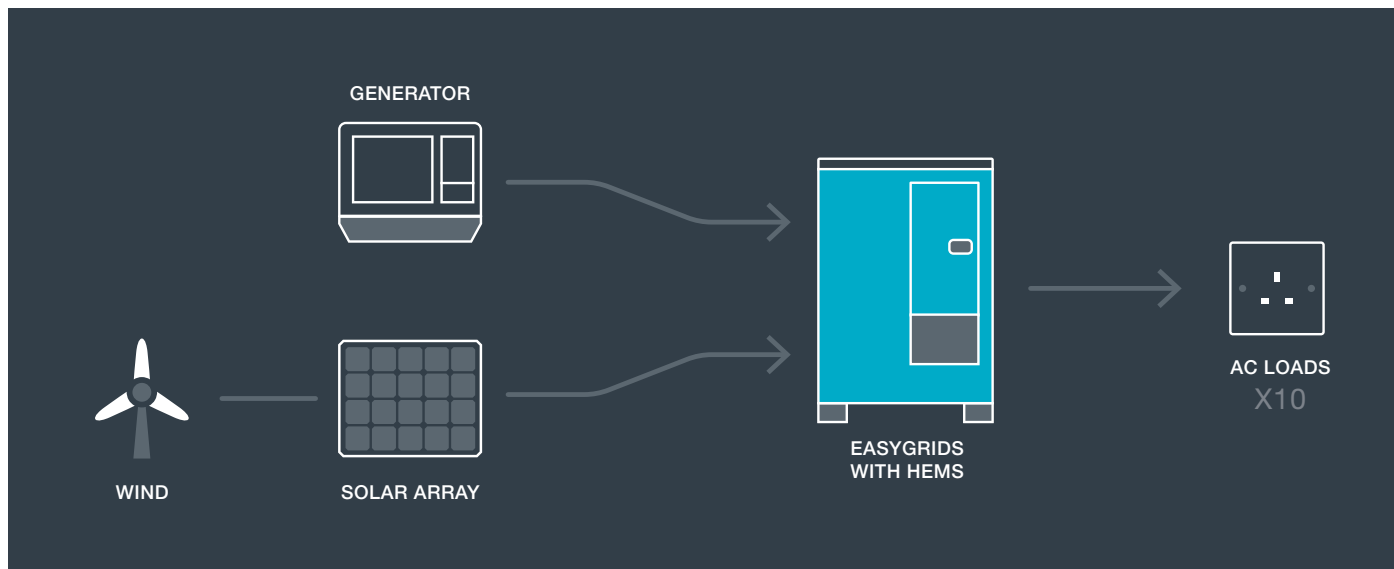 GENERATOR
WIND
SOLAR ARRAY
EASYGRIDS
WITH HEMS
AC LOADS
X10